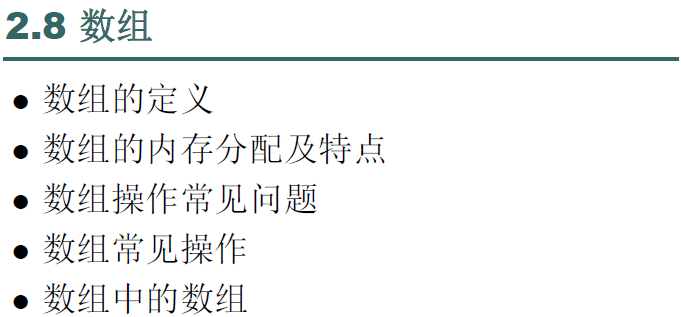 2.8 数组
● 数组的定义
● 数组的内存分配及特点
● 数组操作常见问题
● 数组常见操作
● 数组中的数组